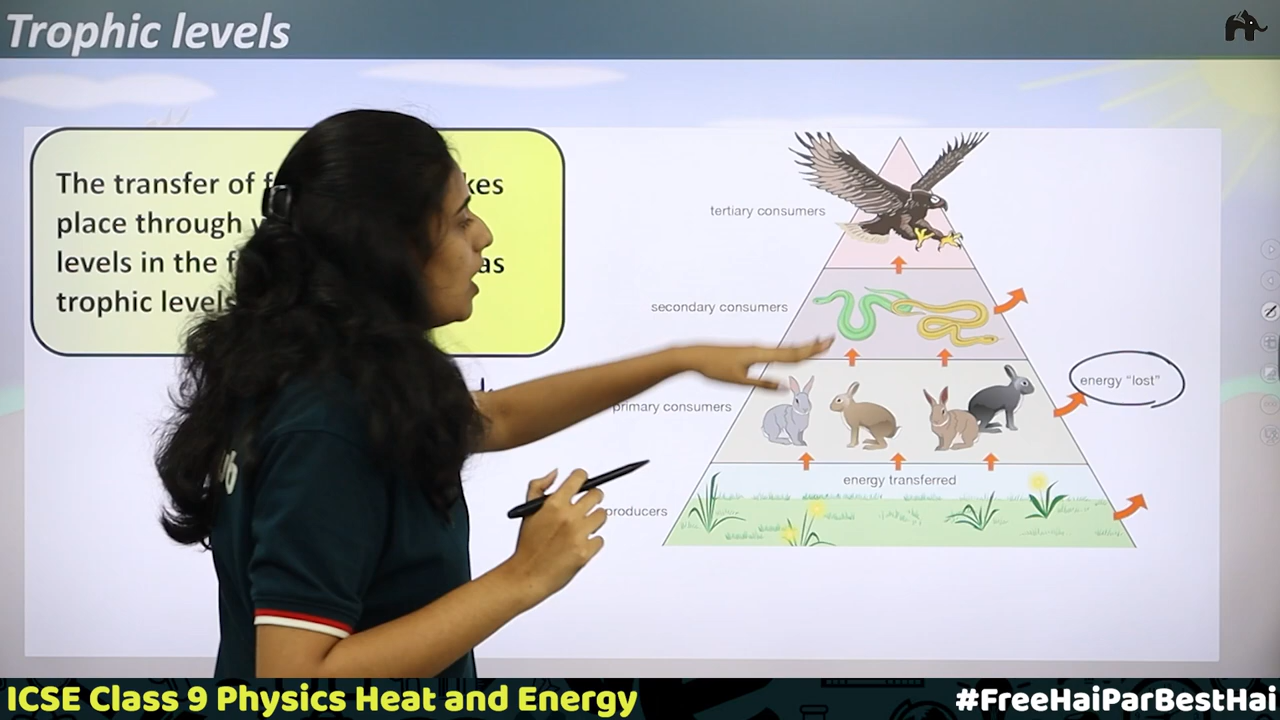 Trophic levels
The transfer of
place through
levels in the
trophic levels
tertiary consumers
secondary consumers
energy "lost"
primary consumers
energy transferred
producers
ICSE Class 9 Physics Heat and Energy
#FreeHaiParBestHai